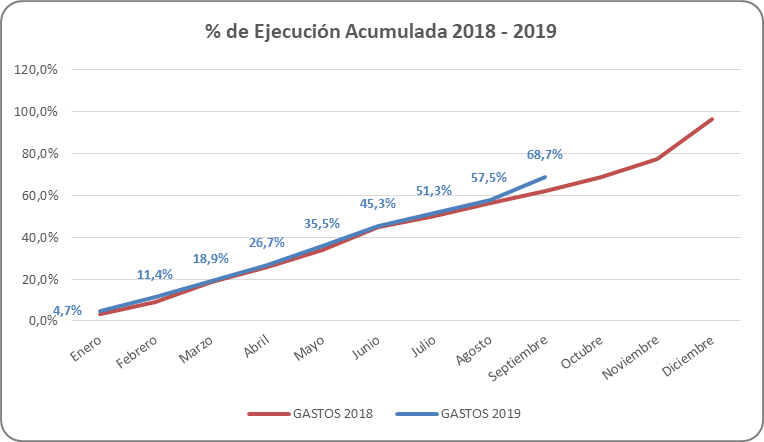 % de Ejecución Acumulada 2018 - 2019
120,0%
100,0%
80,0%
60,0%
40,0%
20,0%
0,0%
4,7%
11,4%
18,9%
26,7%
35,5%
45,3%
51,3%
57,5%
68,7%
Enero
Febrero
Marzo
Abril
Mayo
Junio
Julio
Agosto
Septiembre
Octubre
Noviembre
Diciembre
GASTOS 2018
GASTOS 2019